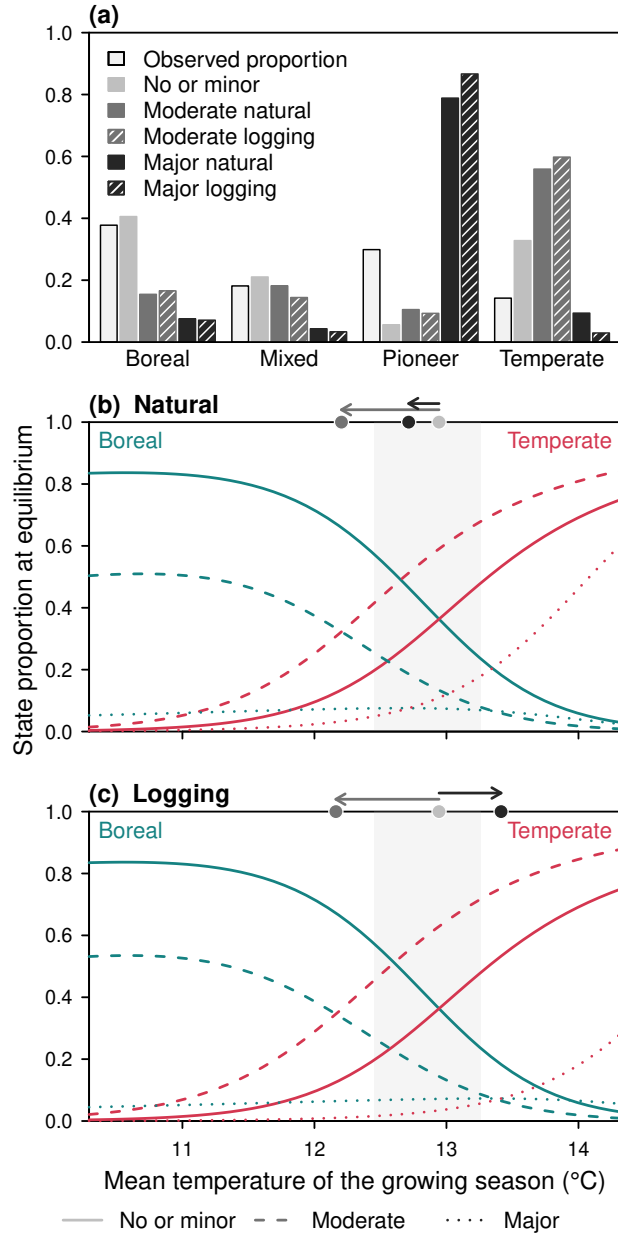 (a)
Observed proportion
No or minor
Moderate natural
Moderate logging
Major natural
Major logging
1.0
0.8
0.6
0.4
0.2
0.0
Boreal Mixed Pioneer Temperate
(b) Natural
Boreal Temperate
1.0
0.8
0.6
0.4
0.2
0.0
11 12 13 14
State proportion at equilibrium
(c) Logging
Boreal Temperate
1.0
0.8
0.6
0.4
0.2
0.0
11 12 13 14
Mean temperature of the growing season (°C)
No or minor Moderate Major